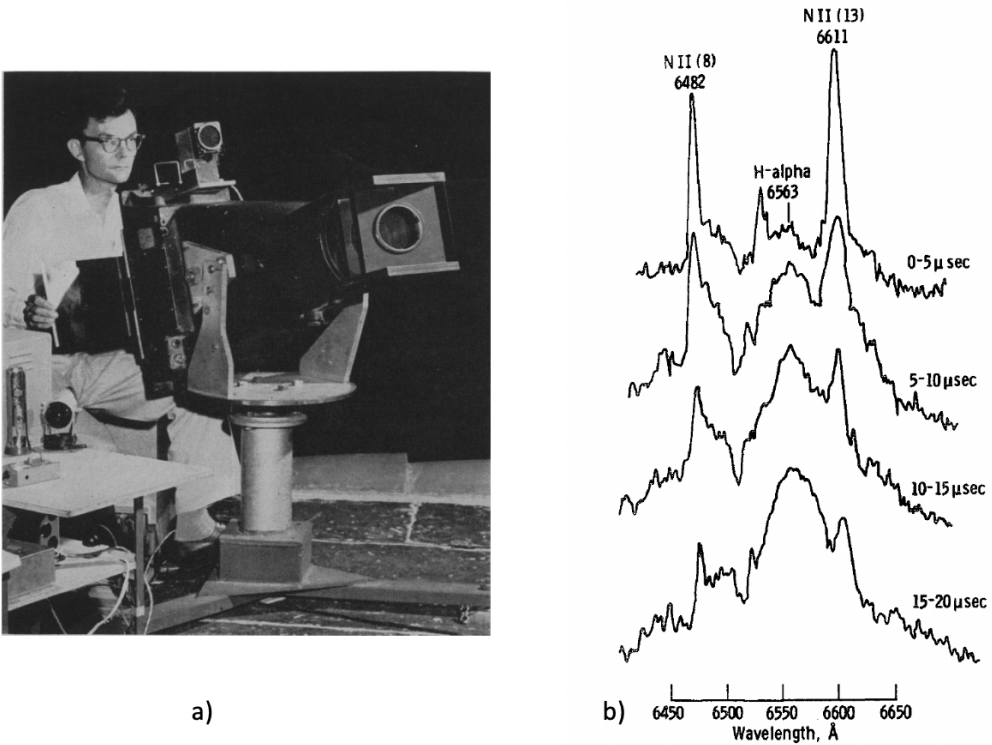 N II (13)
6611
N II (8)
6482
H-alpha
6563
0-5 μ sec
5-10 μsec
10-15 μsec
15-20 μsec
6450 6500 6550 6600 6650
Wavelength, Å
a)
b)